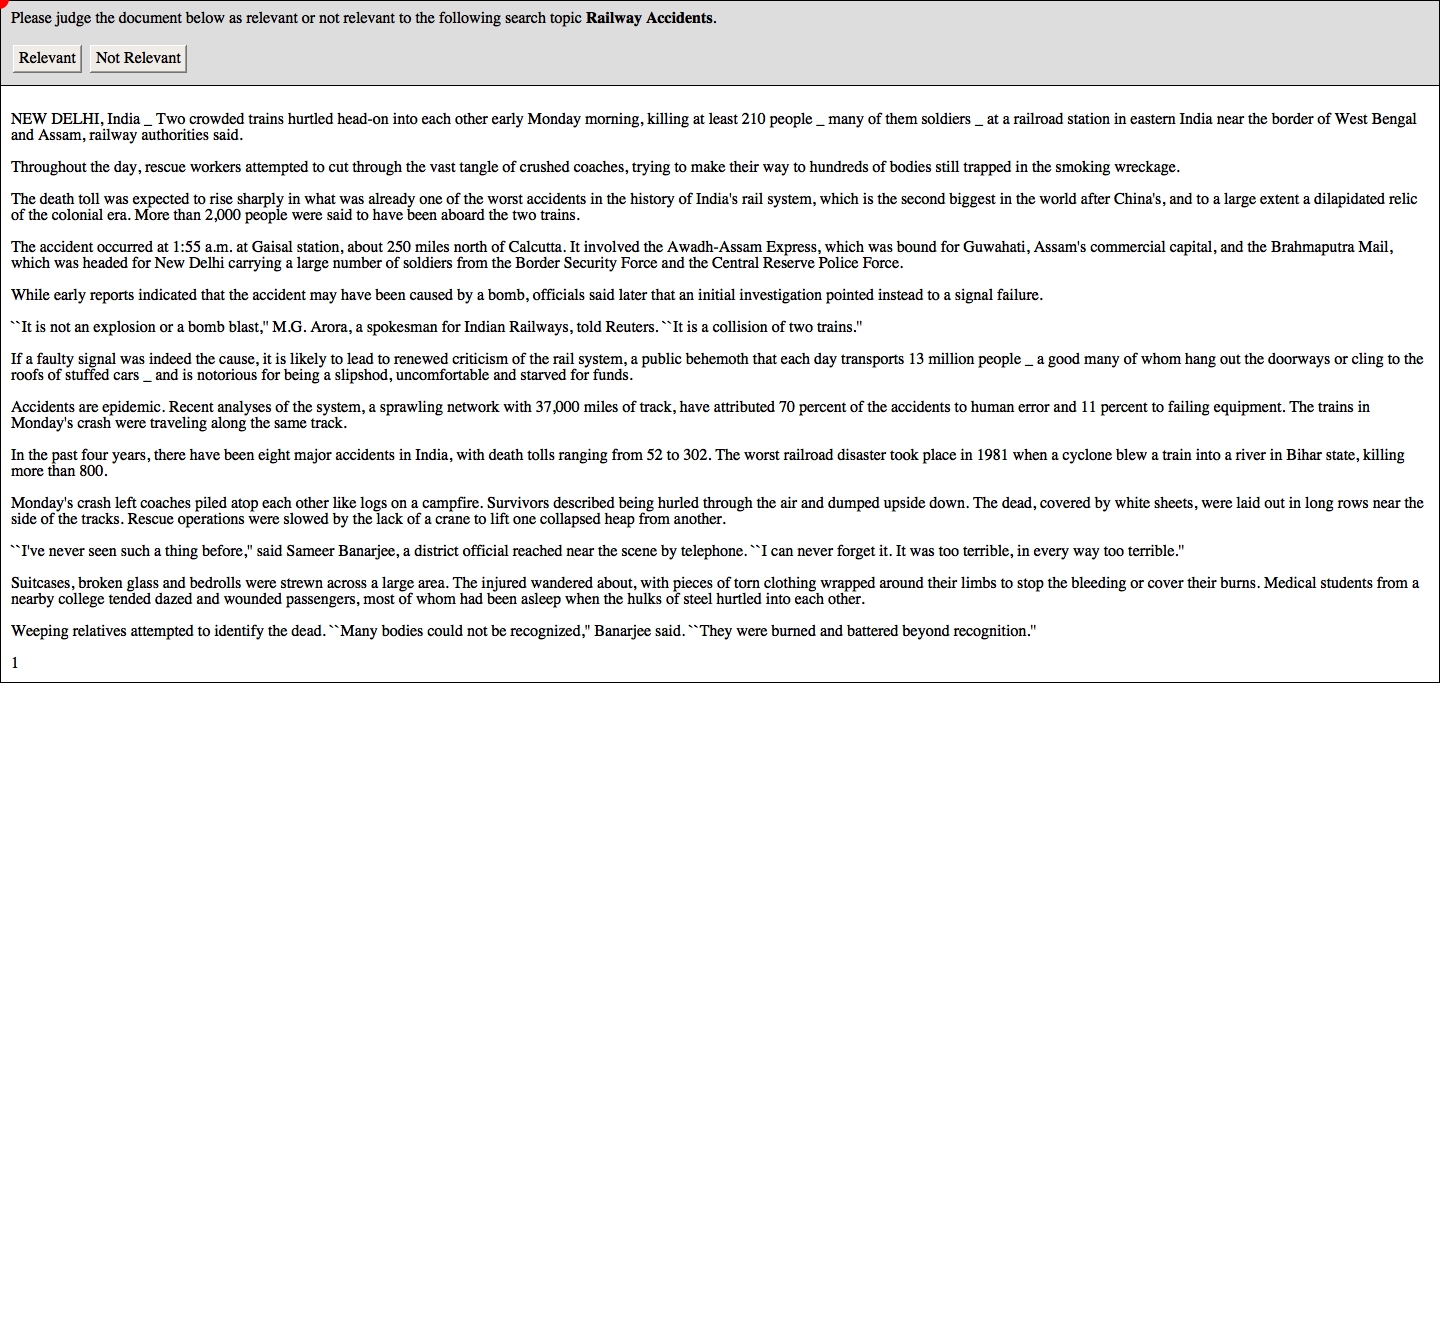 Please judge the document below as relevant or not relevant to the following search topic Railway Accidents.
Relevant Not Relevant
NEW DELHI, India _ Two crowded trains hurtled head-on into each other early Monday morning, killing at least 210 people _ many of them soldiers _ at a railroad station in eastern India near the border of West Bengal
and Assam, railway authorities said.
Throughout the day, rescue workers attempted to cut through the vast tangle of crushed coaches, trying to make their way to hundreds of bodies still trapped in the smoking wreckage.
The death toll was expected to rise sharply in what was already one of the worst accidents in the history of India's rail system, which is the second biggest in the world after China's, and to a large extent a dilapidated relic
of the colonial era. More than 2,000 people were said to have been aboard the two trains.
The accident occurred at 1:55 a.m. at Gaisal station, about 250 miles north of Calcutta. It involved the Awadh-Assam Express, which was bound for Guwahati, Assam's commercial capital, and the Brahmaputra Mail,
which was headed for New Delhi carrying a large number of soldiers from the Border Security Force and the Central Reserve Police Force.
While early reports indicated that the accident may have been caused by a bomb, officials said later that an initial investigation pointed instead to a signal failure.
``It is not an explosion or a bomb blast,'' M.G. Arora, a spokesman for Indian Railways, told Reuters. ``It is a collision of two trains.''
If a faulty signal was indeed the cause, it is likely to lead to renewed criticism of the rail system, a public behemoth that each day transports 13 million people _ a good many of whom hang out the doorways or cling to the
roofs of stuffed cars _ and is notorious for being a slipshod, uncomfortable and starved for funds.
Accidents are epidemic. Recent analyses of the system, a sprawling network with 37,000 miles of track, have attributed 70 percent of the accidents to human error and 11 percent to failing equipment. The trains in
Monday's crash were traveling along the same track.
In the past four years, there have been eight major accidents in India, with death tolls ranging from 52 to 302. The worst railroad disaster took place in 1981 when a cyclone blew a train into a river in Bihar state, killing
more than 800.
Monday's crash left coaches piled atop each other like logs on a campfire. Survivors described being hurled through the air and dumped upside down. The dead, covered by white sheets, were laid out in long rows near the
side of the tracks. Rescue operations were slowed by the lack of a crane to lift one collapsed heap from another.
``I've never seen such a thing before,'' said Sameer Banarjee, a district official reached near the scene by telephone. ``I can never forget it. It was too terrible, in every way too terrible.''
Suitcases, broken glass and bedrolls were strewn across a large area. The injured wandered about, with pieces of torn clothing wrapped around their limbs to stop the bleeding or cover their burns. Medical students from a
nearby college tended dazed and wounded passengers, most of whom had been asleep when the hulks of steel hurtled into each other.
Weeping relatives attempted to identify the dead. ``Many bodies could not be recognized,'' Banarjee said. ``They were burned and battered beyond recognition.''
1